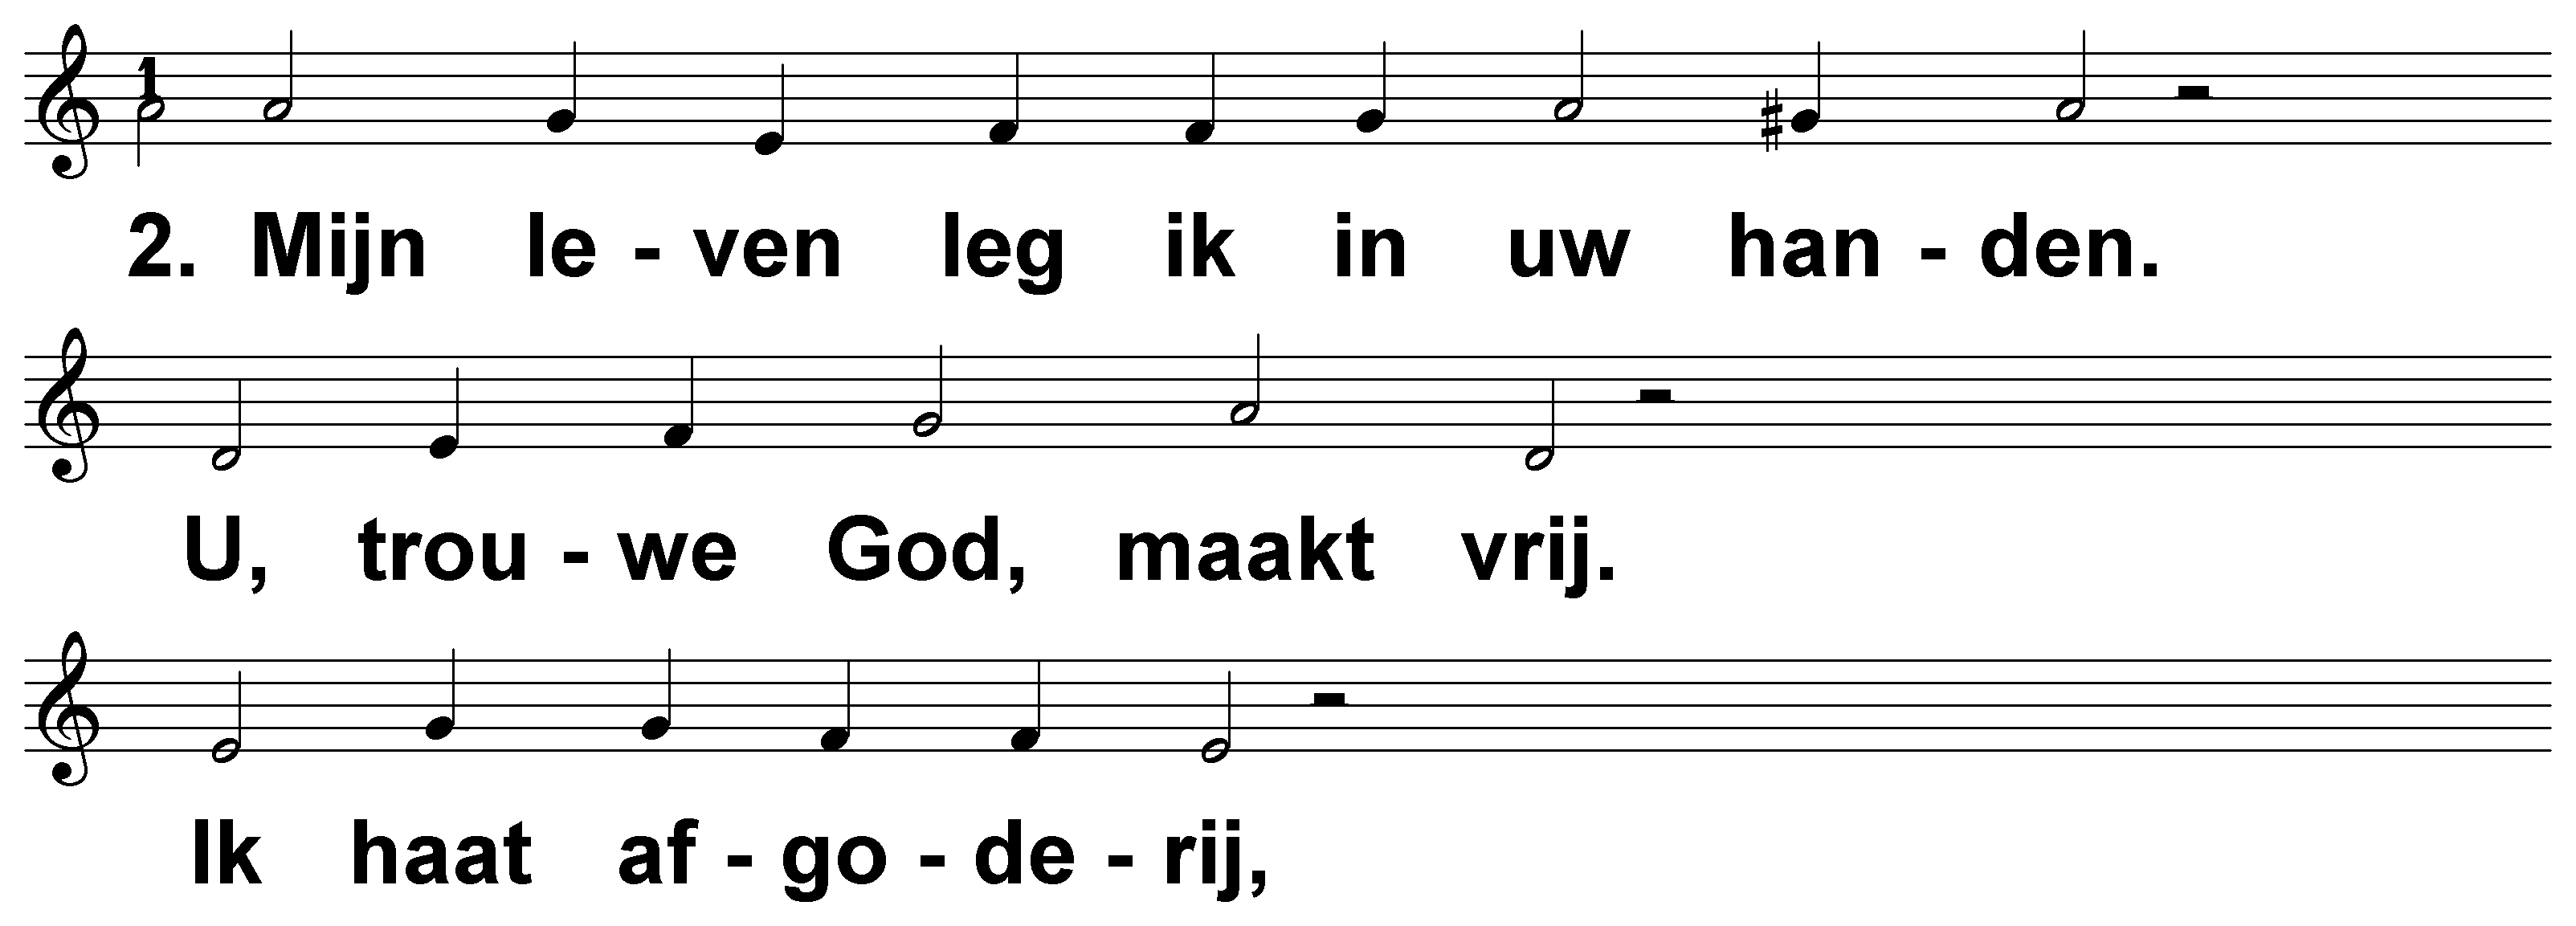 1
2. Mijn le - ven leg ik in uw han - den.
U, trou - we God, maakt vrij.
Ik haat af - go - de - rij,